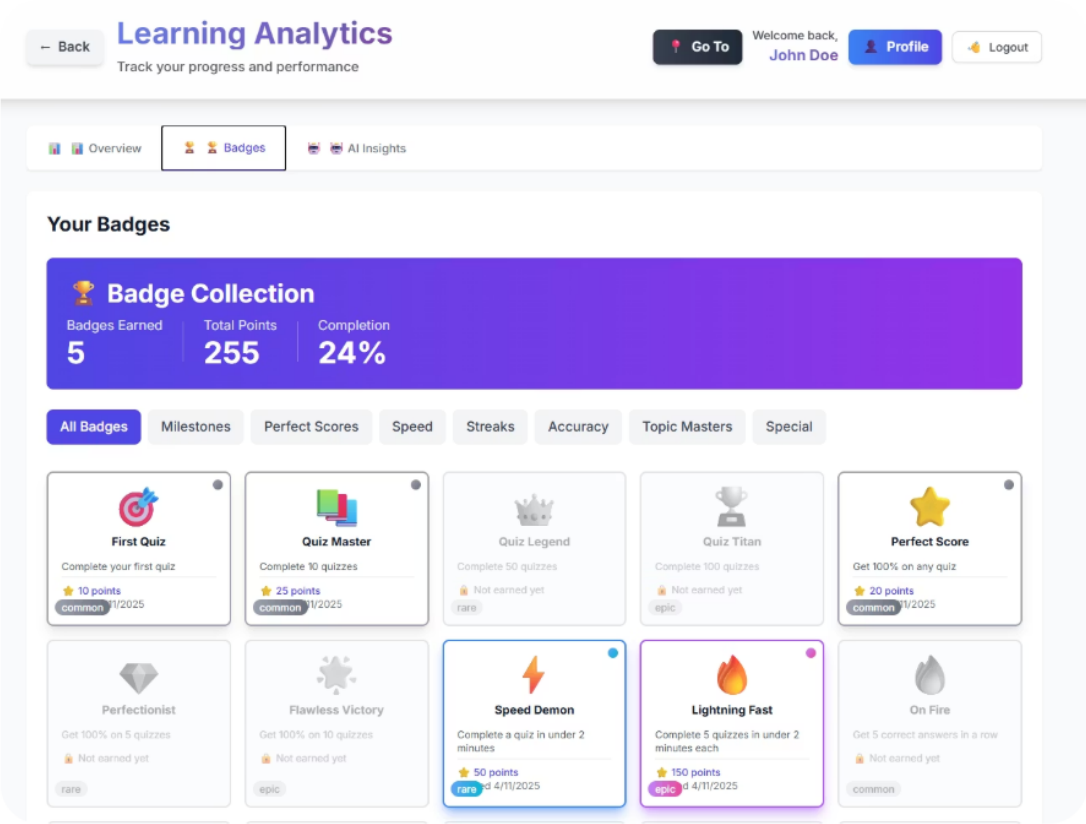 ← Back
Learning Analytics
Track your progress and performance
Go To
Welcome back,
John Doe
Profile
Logout
Overview
Badges
AI Insights
Your Badges
Badge Collection
Badges Earned
5
Total Points
255
Completion
24%
All Badges
Milestones
Perfect Scores
Speed
Streaks
Accuracy
Topic Masters
Special
First Quiz
Complete your first quiz
10 points
common
11/2025
Quiz Master
Complete 10 quizzes
25 points
common
11/2025
Quiz Legend
Complete 50 quizzes
Not earned yet
rare
Quiz Titan
Complete 100 quizzes
Not earned yet
epic
Perfect Score
Get 100% on any quiz
20 points
common
11/2025
Perfectionist
Get 100% on 5 quizzes
Not earned yet
rare
Flawless Victory
Get 100% on 10 quizzes
Not earned yet
epic
Speed Demon
Complete a quiz in under 2
minutes
50 points
rare
4/11/2025
Lightning Fast
Complete 5 quizzes in under 2
minutes each
150 points
epic
4/11/2025
On Fire
Get 5 correct answers in a row
Not earned yet
common